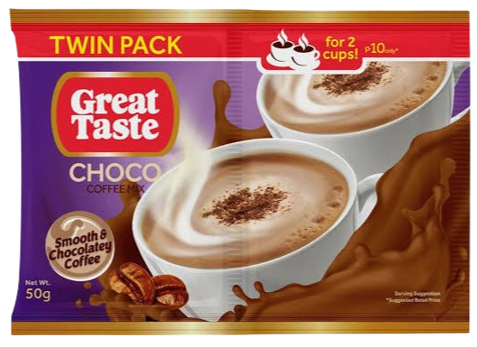 TWIN PACK
for 2
cups!
P10only*
Great
Taste
CHOCO
COFFEE MIX
Smooth &
Chocolatey
Coffee
Net Wt.
50g
Serving Suggestion
*Suggested Retail Price